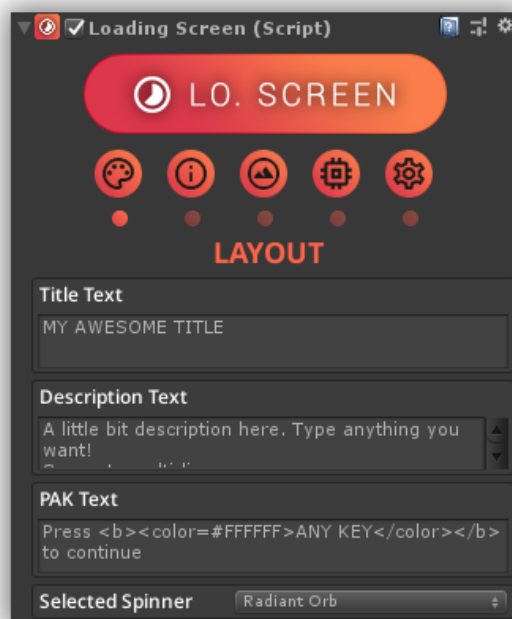 Loading Screen (Script)
LO. SCREEN
LAYOUT
Title Text
MY AWESOME TITLE
Description Text
A little bit description here. Type anything you
want!
PAK Text
Press <b><color=#FFFFFF>ANY KEY</color></b>
to continue
Selected Spinner
Radiant Orb